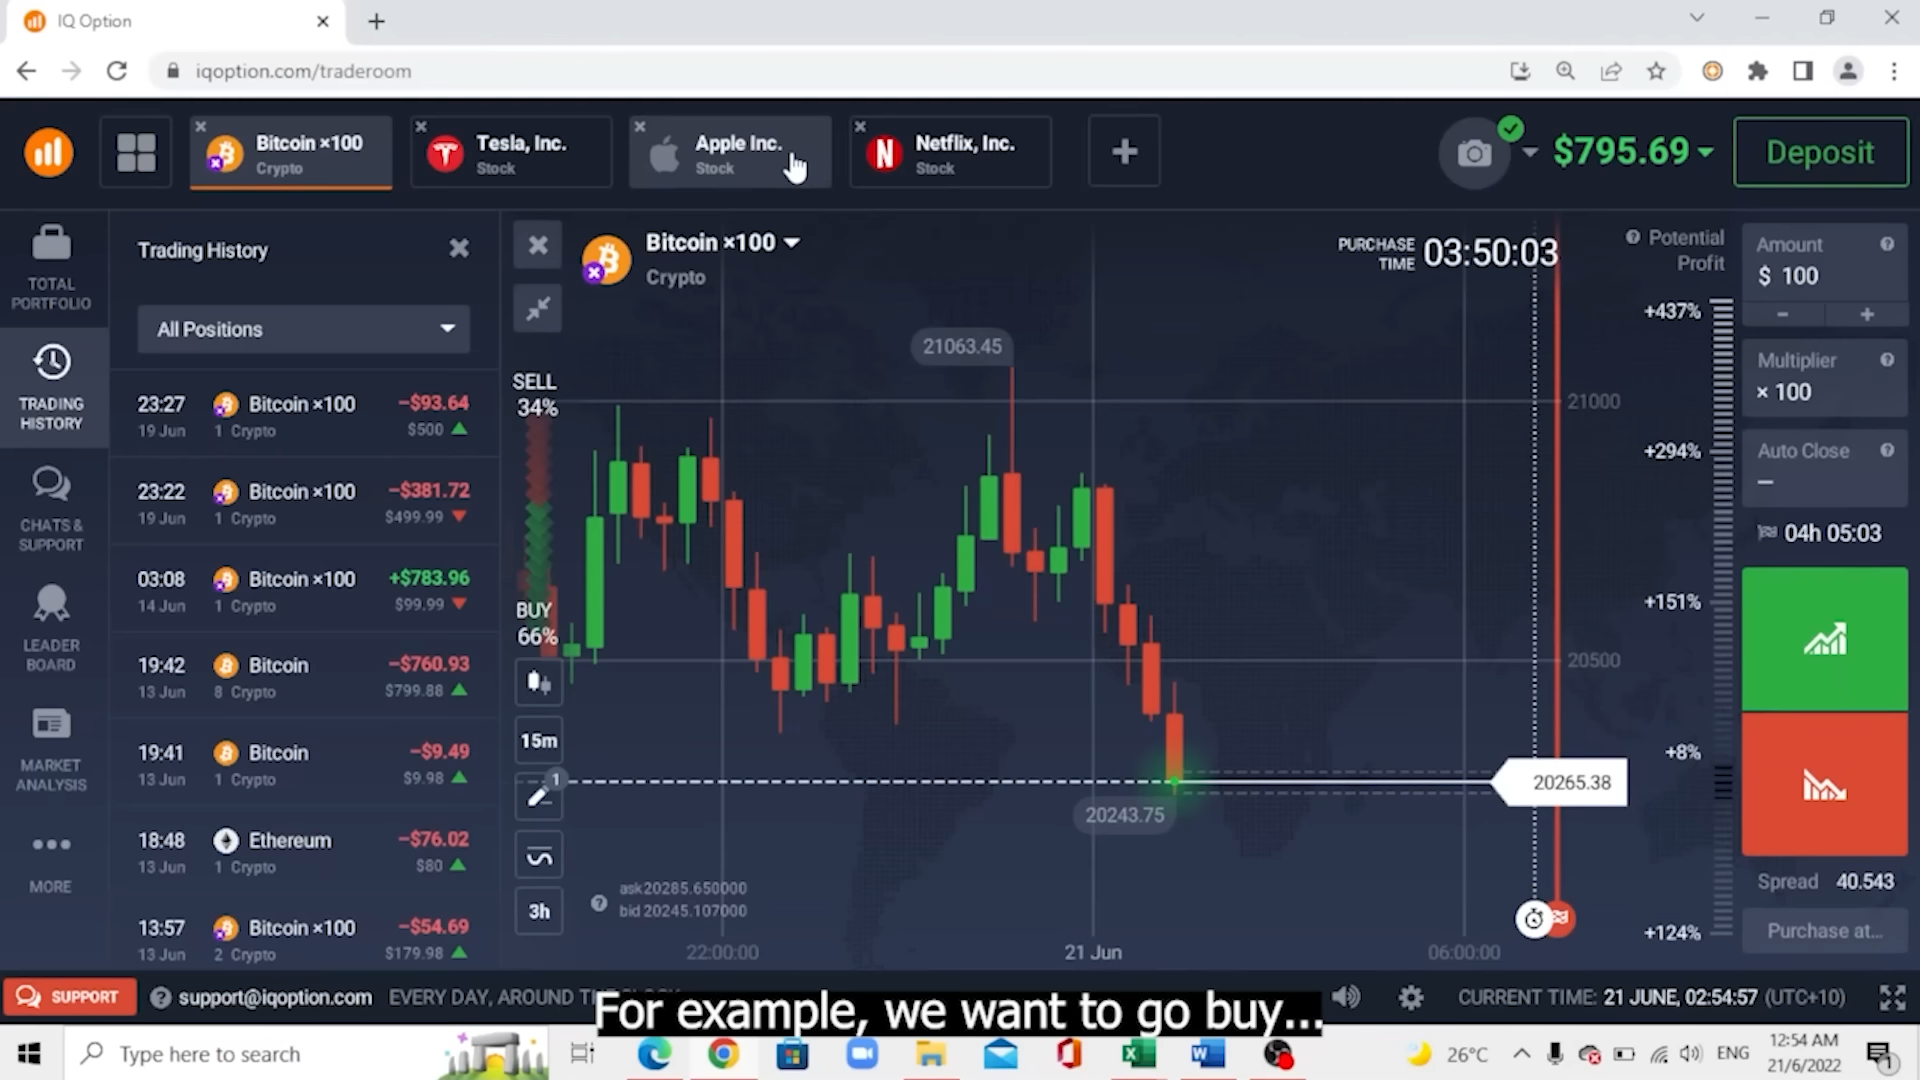 IQ Option
iqoption.com/traderoom
Bitcoin ×100
Crypto
Tesla, Inc.
Stock
Apple Inc.
Stock
Netflix, Inc.
Stock
$795.69
Deposit
TOTAL
PORTFOLIO
TRADING
HISTORY
CHATS &
SUPPORT
LEADER
BOARD
MARKET
ANALYSIS
MORE
Trading History
All Positions
23:27 Bitcoin ×100 −$93.64
19 Jun 1 Crypto $500
23:22 Bitcoin ×100 −$381.72
19 Jun 1 Crypto $499.99
03:08 Bitcoin ×100 +$783.96
14 Jun 1 Crypto $99.99
19:42 Bitcoin −$760.93
13 Jun 8 Crypto $799.88
19:41 Bitcoin −$9.49
13 Jun 1 Crypto $9.98
18:48 Ethereum −$76.02
13 Jun 1 Crypto $80
13:57 Bitcoin ×100 −$54.69
13 Jun 2 Crypto $179.98
Bitcoin ×100
Crypto
PURCHASE
TIME 03:50:03
SELL
34%
BUY
66%
15m
1
3h
21063.45
20243.75
21000
20500
20265.38
ask 20285.650000
bid 20245.107000
22:00:00
21 Jun
06:00:00
Potential
Profit
+437%
+294%
+151%
+8%
+124%
Amount
$ 100
-
+
Multiplier
× 100
Auto Close
—
04h 05:03
Spread 40.543
Purchase at...
SUPPORT
support@iqoption.com EVERY DAY, AROUND
CURRENT TIME: 21 JUNE, 02:54:57 (UTC+10)
For example, we want to go buy...
Type here to search
26°C
ENG
12:54 AM
21/6/2022
1